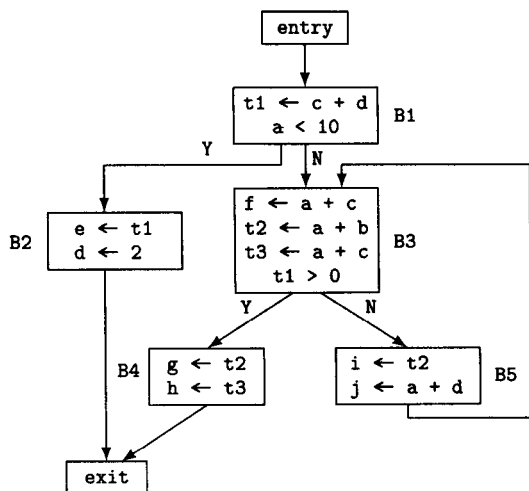 entry
t1 ← c + d
a < 10
B1
Y
N
f ← a + c
t2 ← a + b
t3 ← a + c
t1 > 0
B3
B2
e ← t1
d ← 2
Y
N
B4
g ← t2
h ← t3
i ← t2
j ← a + d
B5
exit